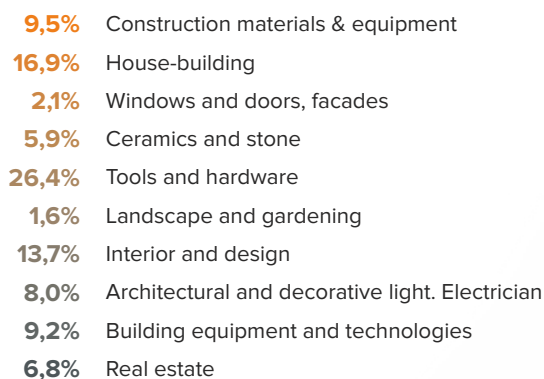 9,5% Construction materials & equipment
16,9% House-building
2,1% Windows and doors, facades
5,9% Ceramics and stone
26,4% Tools and hardware
1,6% Landscape and gardening
13,7% Interior and design
8,0% Architectural and decorative light. Electrician
9,2% Building equipment and technologies
6,8% Real estate